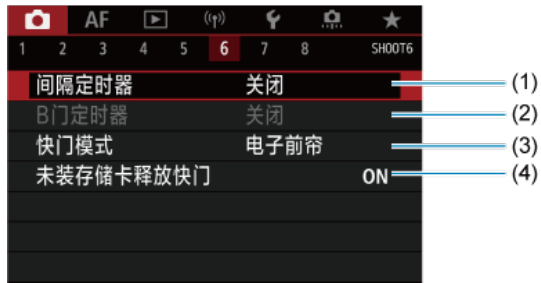 AF
1 2 3 4 5 6 7 8 SHOOT6
间隔定时器 关闭 (1)
B门定时器 关闭 (2)
快门模式 电子前帘 (3)
未装存储卡释放快门 ON (4)